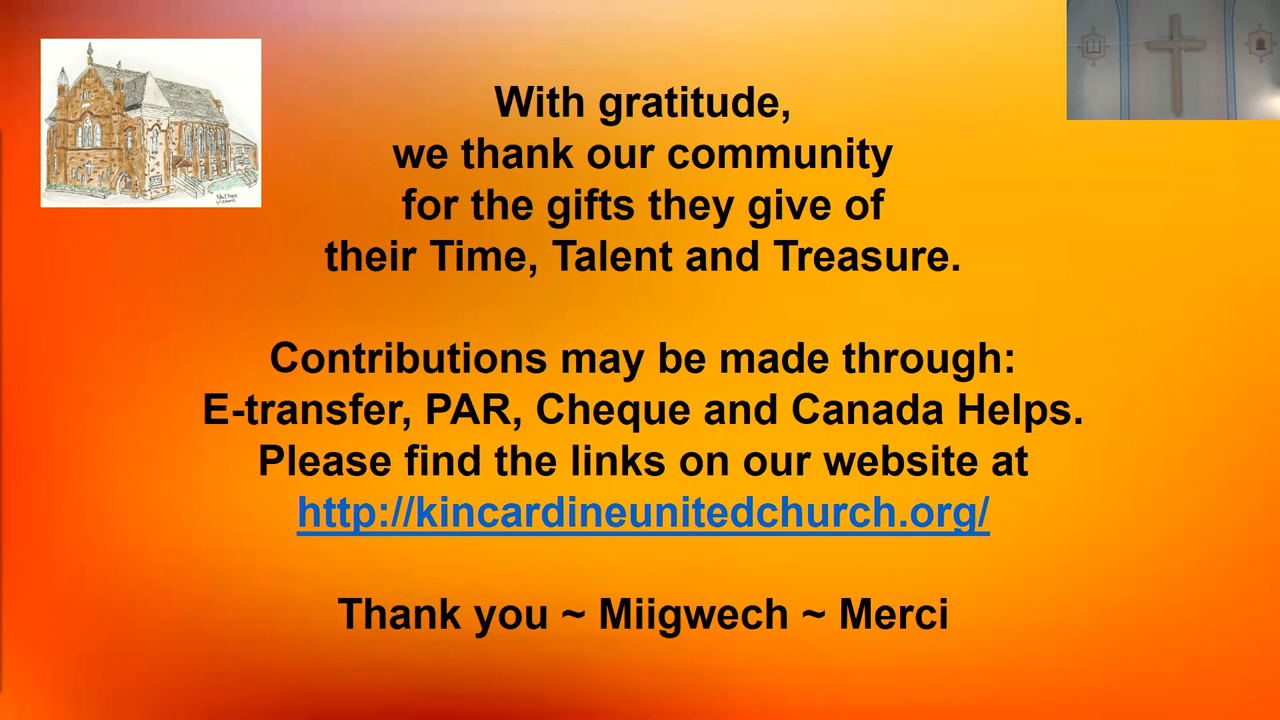 With gratitude,
we thank our community
for the gifts they give of
their Time, Talent and Treasure.
Contributions may be made through:
E-transfer, PAR, Cheque and Canada Helps.
Please find the links on our website at
http://kincardineunitedchurch.org/
Thank you ~ Miigwech ~ Merci